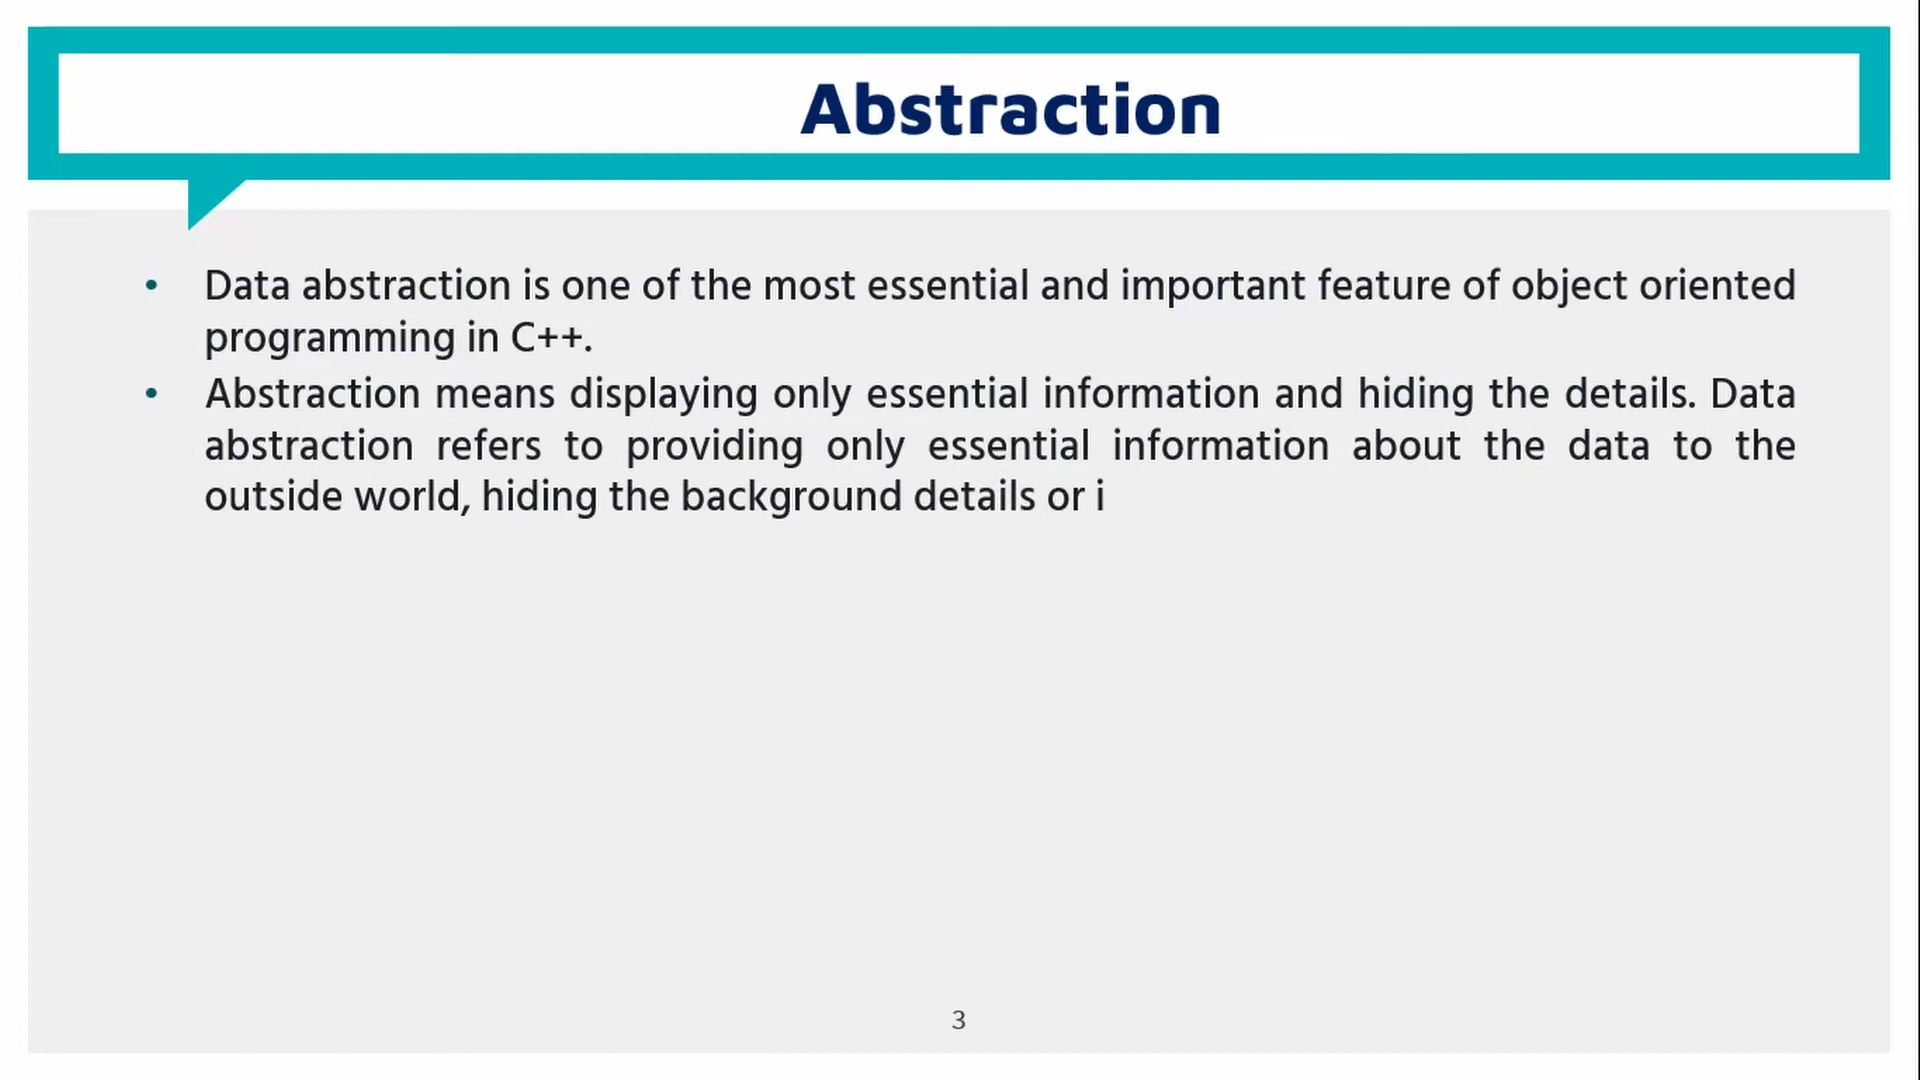 Abstraction
• Data abstraction is one of the most essential and important feature of object oriented
programming in C++.
• Abstraction means displaying only essential information and hiding the details. Data
abstraction refers to providing only essential information about the data to the
outside world, hiding the background details or i
3